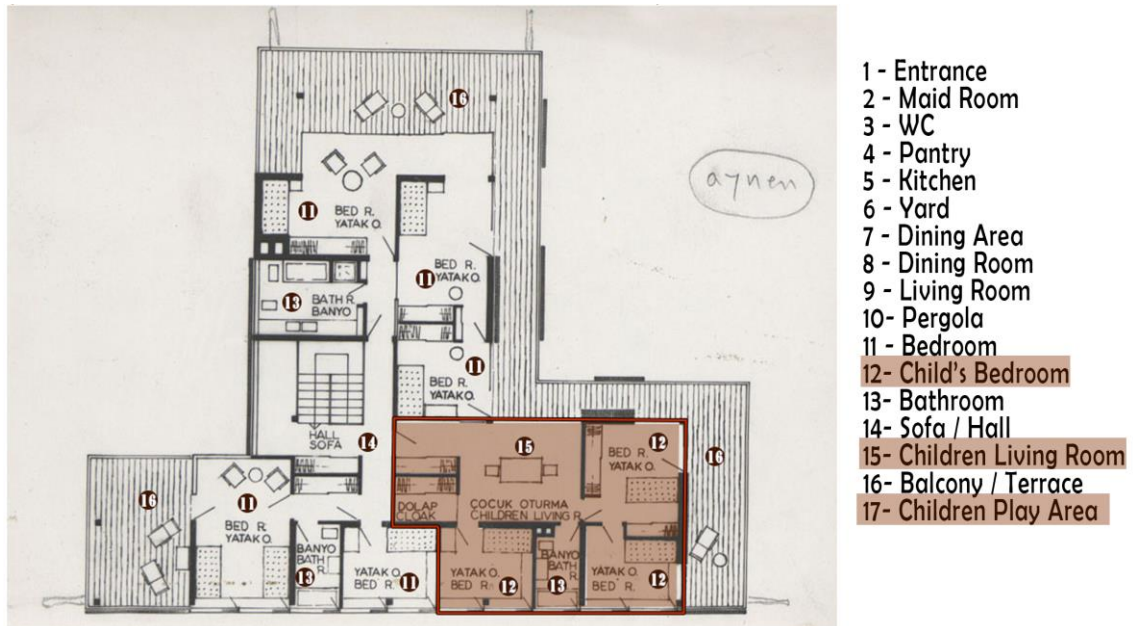 16
11
BED R.
YATAK O.
aynen
11
BED R.
YATAK O.
13
BATH R.
BANYO
11
BED R.
YATAK O.
HALL
SOFA
14
15
12
BED R.
YATAK O.
16
16
11
BED R.
YATAK O.
DOLAP
CLOAK
ÇOCUK OTURMA
CHILDREN LIVING R.
BANYO
BATH
R.
13
YATAK O.
BED R.
11
YATAK O.
BED R.
12
BANYO
BATH
R.
13
YATAK O.
BED R.
12
1 - Entrance
2 - Maid Room
3 - WC
4 - Pantry
5 - Kitchen
6 - Yard
7 - Dining Area
8 - Dining Room
9 - Living Room
10- Pergola
11 - Bedroom
12- Child's Bedroom
13- Bathroom
14 - Sofa / Hall
15- Children Living Room
16- Balcony / Terrace
17- Children Play Area